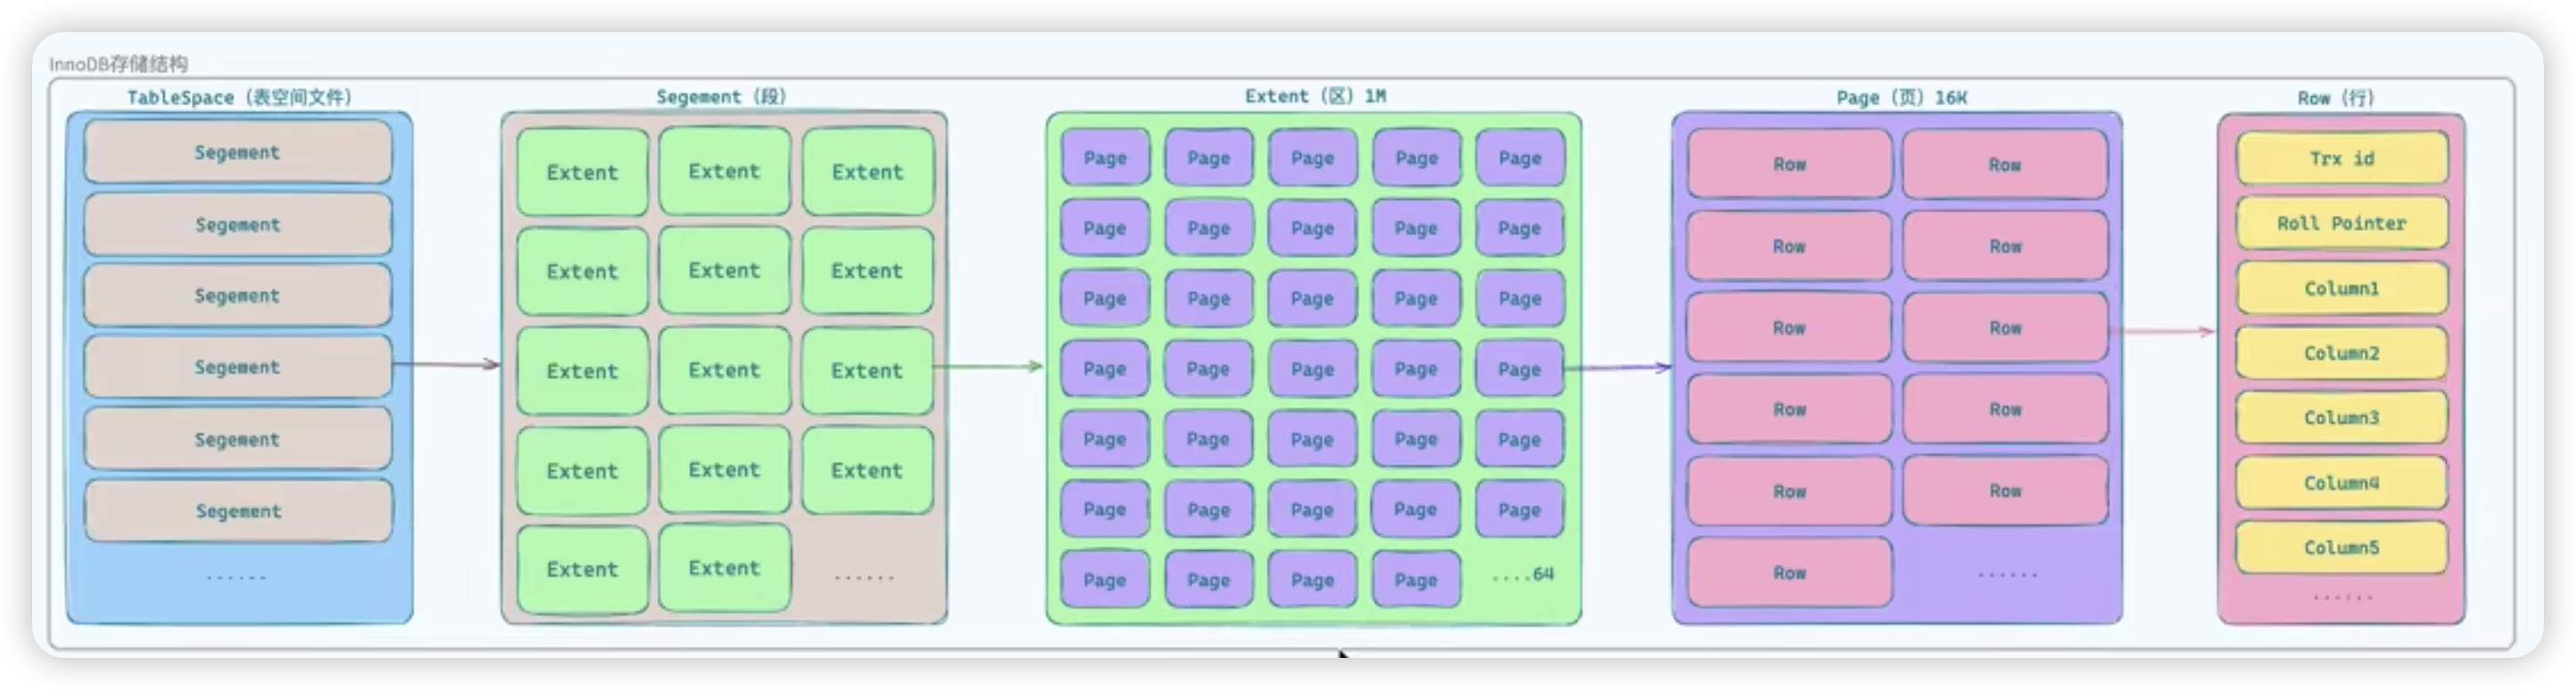 InnoDB存储结构
TableSpace（表空间文件）
Segement
Segement
Segement
Segement
Segement
Segement
......
Segement（段）
Extent Extent Extent
Extent Extent Extent
Extent Extent Extent
Extent Extent Extent
Extent Extent ......
Extent（区）1M
Page Page Page Page Page
Page Page Page Page Page
Page Page Page Page Page
Page Page Page Page Page
Page Page Page Page Page
Page Page Page Page Page
Page Page Page Page ....64
Page（页）16K
Row Row
Row Row
Row Row
Row Row
Row Row
Row ......
Row（行）
Trx id
Roll Pointer
Column1
Column2
Column3
Column4
Column5
......